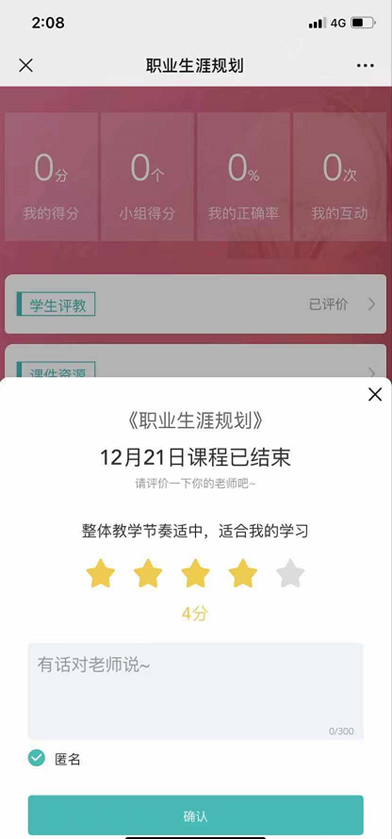 2:08
4G
职业生涯规划
0分
0个
0%
0次
我的得分
小组得分
我的正确率
我的互动
学生评教
已评价
课件资源
《职业生涯规划》
12月21日课程已结束
请评价一下你的老师吧~
整体教学节奏适中，适合我的学习
4分
有话对老师说~
0/300
匿名
确认